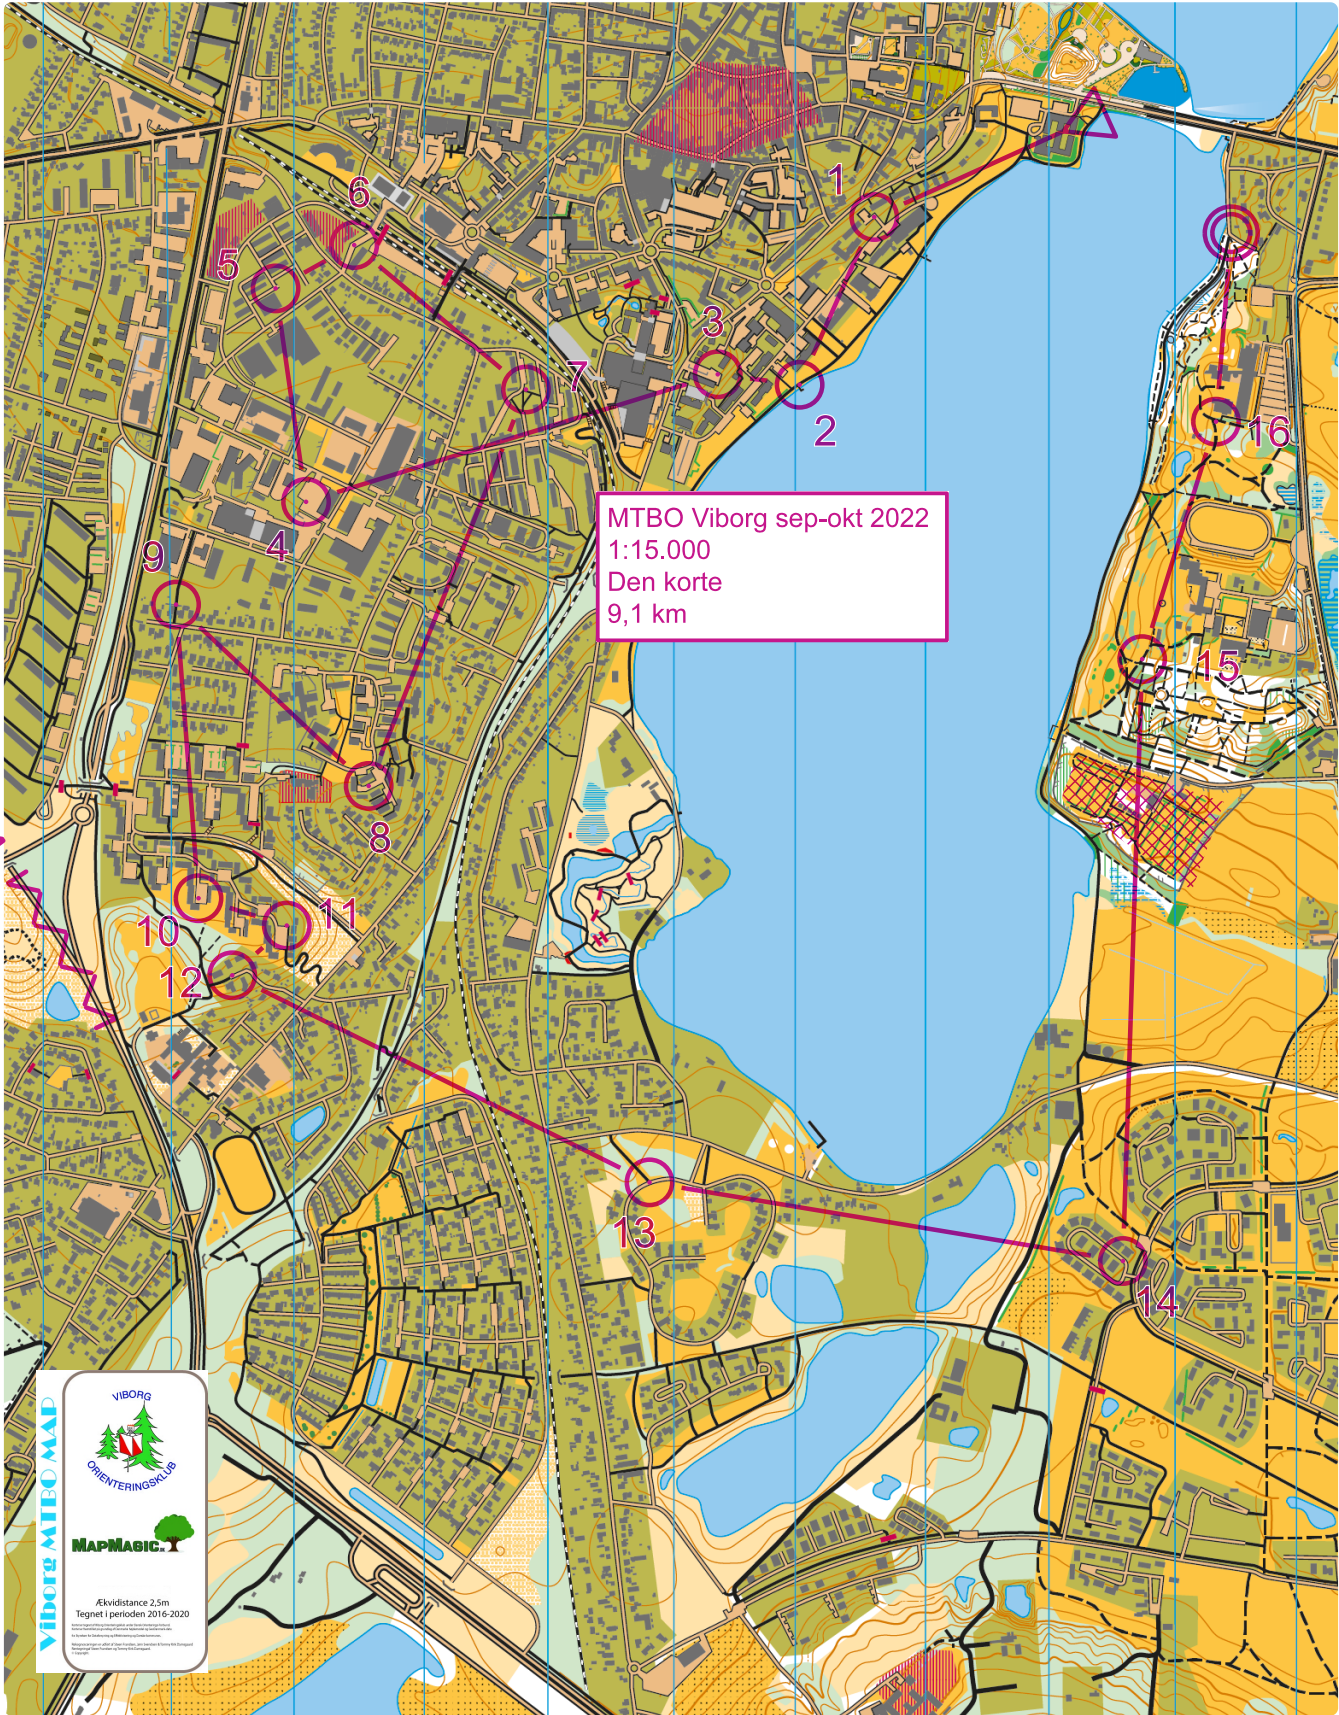 1
6
5
3
7
2
16
MTBO Viborg sep-okt 2022
1:15.000
Den korte
9,1 km
4
9
15
8
10
11
12
13
14
Viborg MTBO MAP
VIBORG
ORIENTERINGSKLUB
MAPMAGIC.DK
Ækvidistance 2,5m
Tegnet i perioden 2016-2020